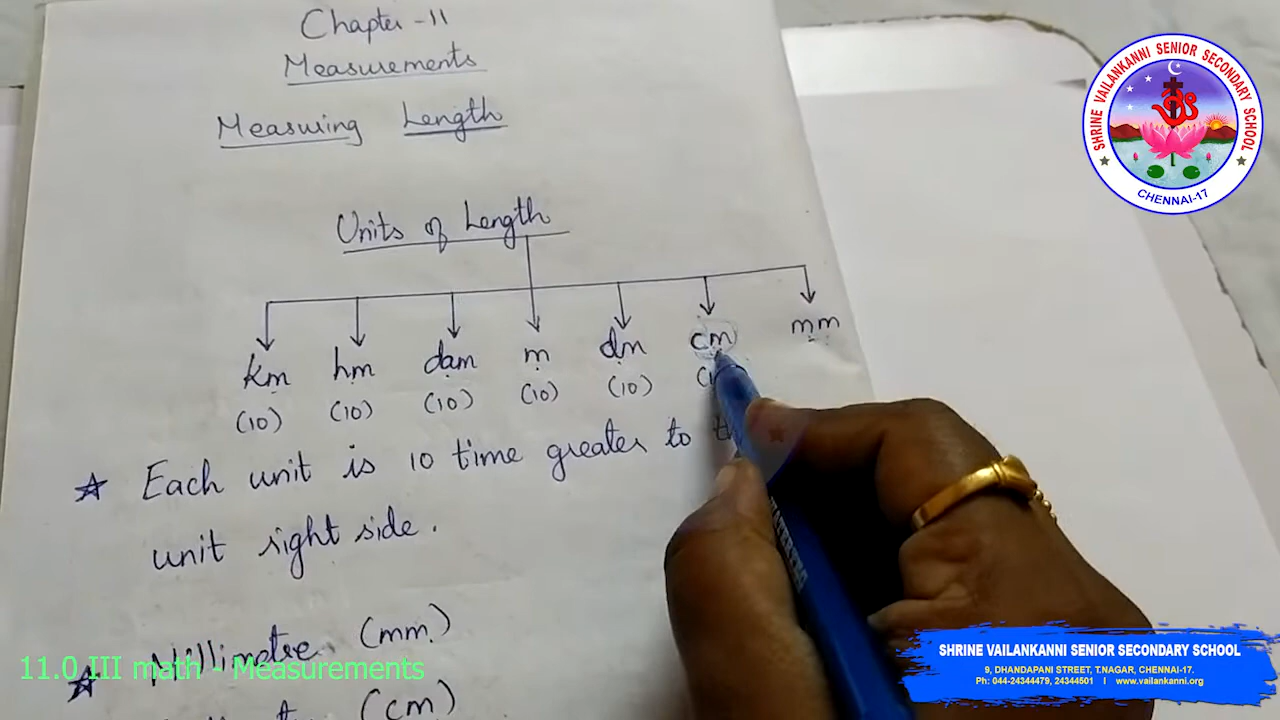 Chapter - 11
Measurements
Measuring Length
Units of Length
km hm dam m dm cm mm
(10) (10) (10) (10) (10)
Each unit is 10 time greater to
unit right side.
Millimetre (mm)
(cm)
11.0 III math - Measurements
SHRINE VAILANKANNI SENIOR SECONDARY SCHOOL
CHENNAI-17
SHRINE VAILANKANNI SENIOR SECONDARY SCHOOL
9, DHANDAPANI STREET, T.NAGAR, CHENNAI-17.
Ph: 044-24344479, 24344501 I www.vailankanni.org